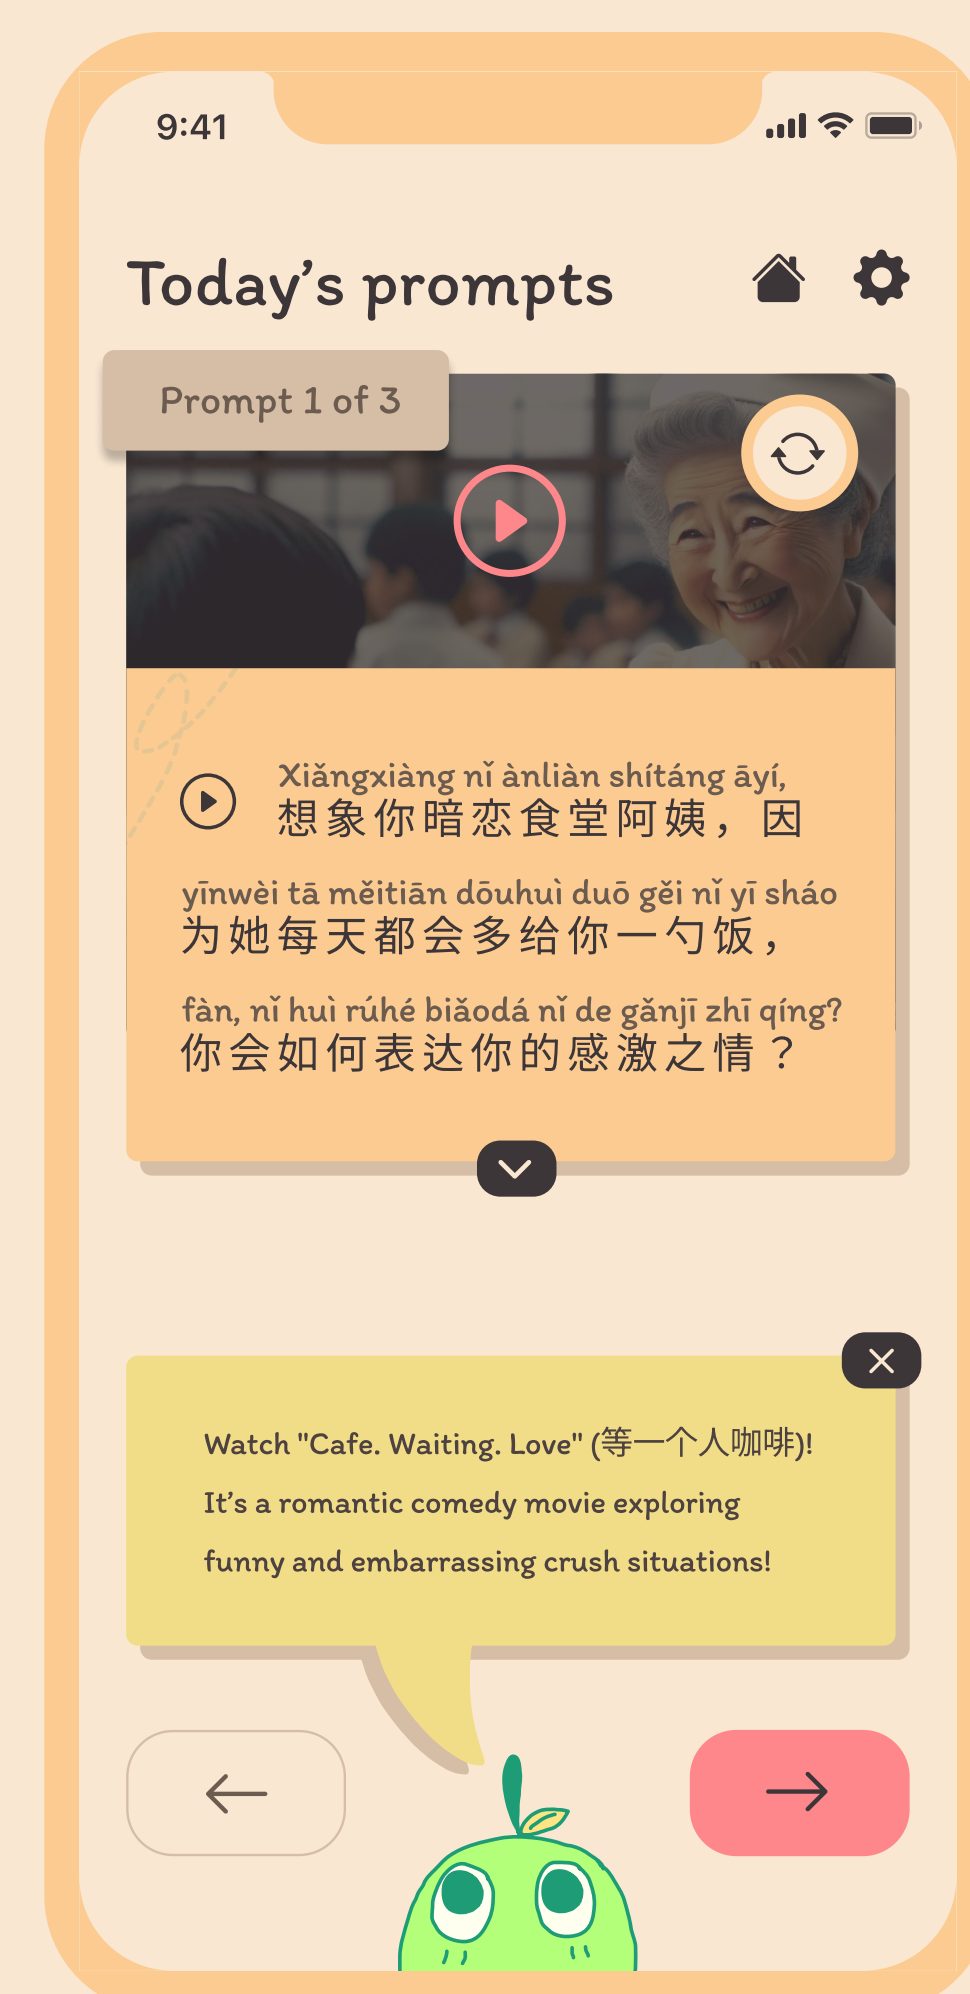 9:41
Today’s prompts
Prompt 1 of 3
Xiǎngxiàng nǐ ànliàn shítáng āyí,
想象你暗恋食堂阿姨，因
yīnwèi tā měitiān dōuhuì duō gěi nǐ yī sháo
为她每天都会多给你一勺饭，
fàn, nǐ huì rúhé biǎodá nǐ de gǎnjī zhī qíng?
你会如何表达你的感激之情？
Watch "Cafe. Waiting. Love" (等一个人咖啡)!
It’s a romantic comedy movie exploring
funny and embarrassing crush situations!